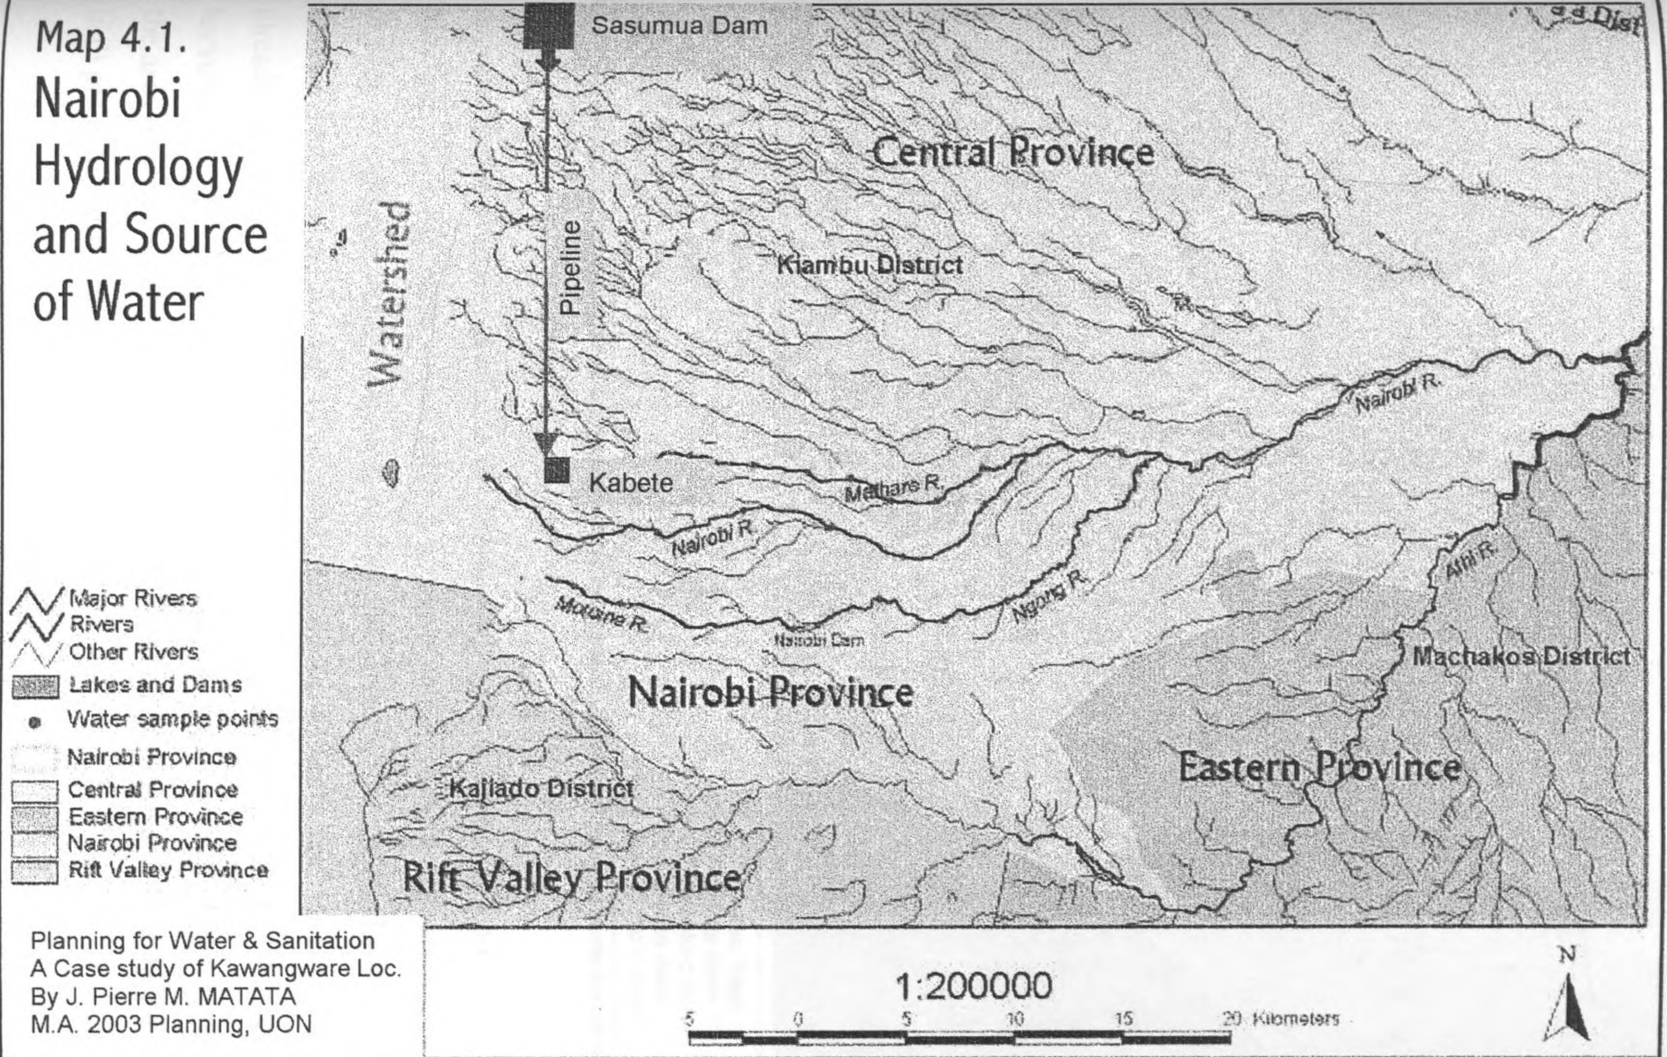 Map 4.1.
Nairobi
Hydrology
and Source
of Water
Sasumua Dam
Central Province
Watershed
Pipeline
Kiambu District
Nairobi R.
Kabete
Mathare R.
Nairobi R.
Athi R.
Motoine R.
Ngong R.
Nairobi Dam
Machakos District
Nairobi Province
Eastern Province
Kajiado District
Rift Valley Province
Major Rivers
Rivers
Other Rivers
Lakes and Dams
Water sample points
Nairobi Province
Central Province
Eastern Province
Nairobi Province
Rift Valley Province
Planning for Water & Sanitation
A Case study of Kawangware Loc.
By J. Pierre M. MATATA
M.A. 2003 Planning, UON
1:200000
5 0 5 10 15 20 Kilometers
N